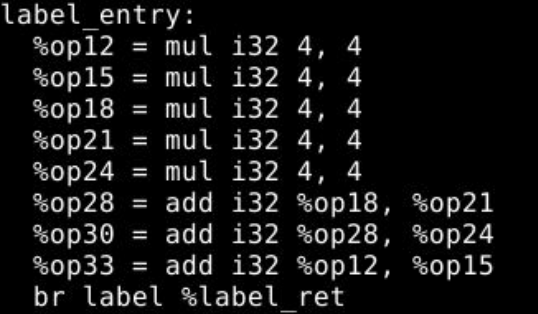 label_entry:
  %op12 = mul i32 4, 4
  %op15 = mul i32 4, 4
  %op18 = mul i32 4, 4
  %op21 = mul i32 4, 4
  %op24 = mul i32 4, 4
  %op28 = add i32 %op18, %op21
  %op30 = add i32 %op28, %op24
  %op33 = add i32 %op12, %op15
  br label %label_ret